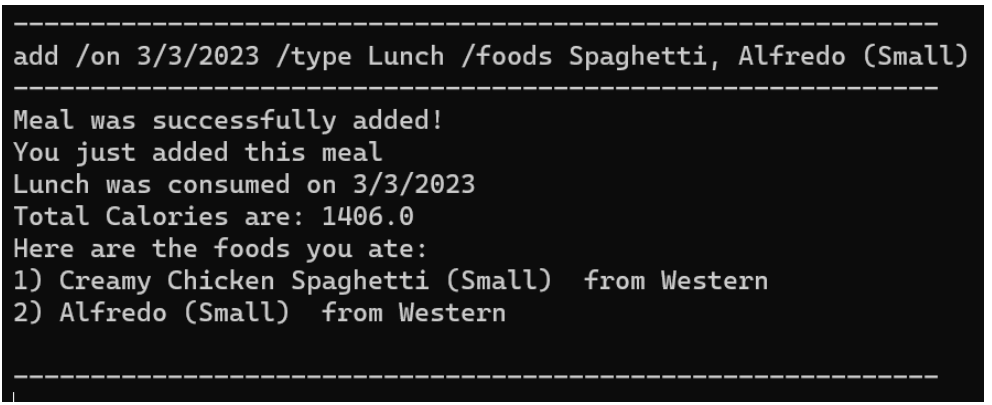 ------------------------------------------------------------
add /on 3/3/2023 /type Lunch /foods Spaghetti, Alfredo (Small)
------------------------------------------------------------
Meal was successfully added!
You just added this meal
Lunch was consumed on 3/3/2023
Total Calories are: 1406.0
Here are the foods you ate:
1) Creamy Chicken Spaghetti (Small)  from Western
2) Alfredo (Small)  from Western
------------------------------------------------------------